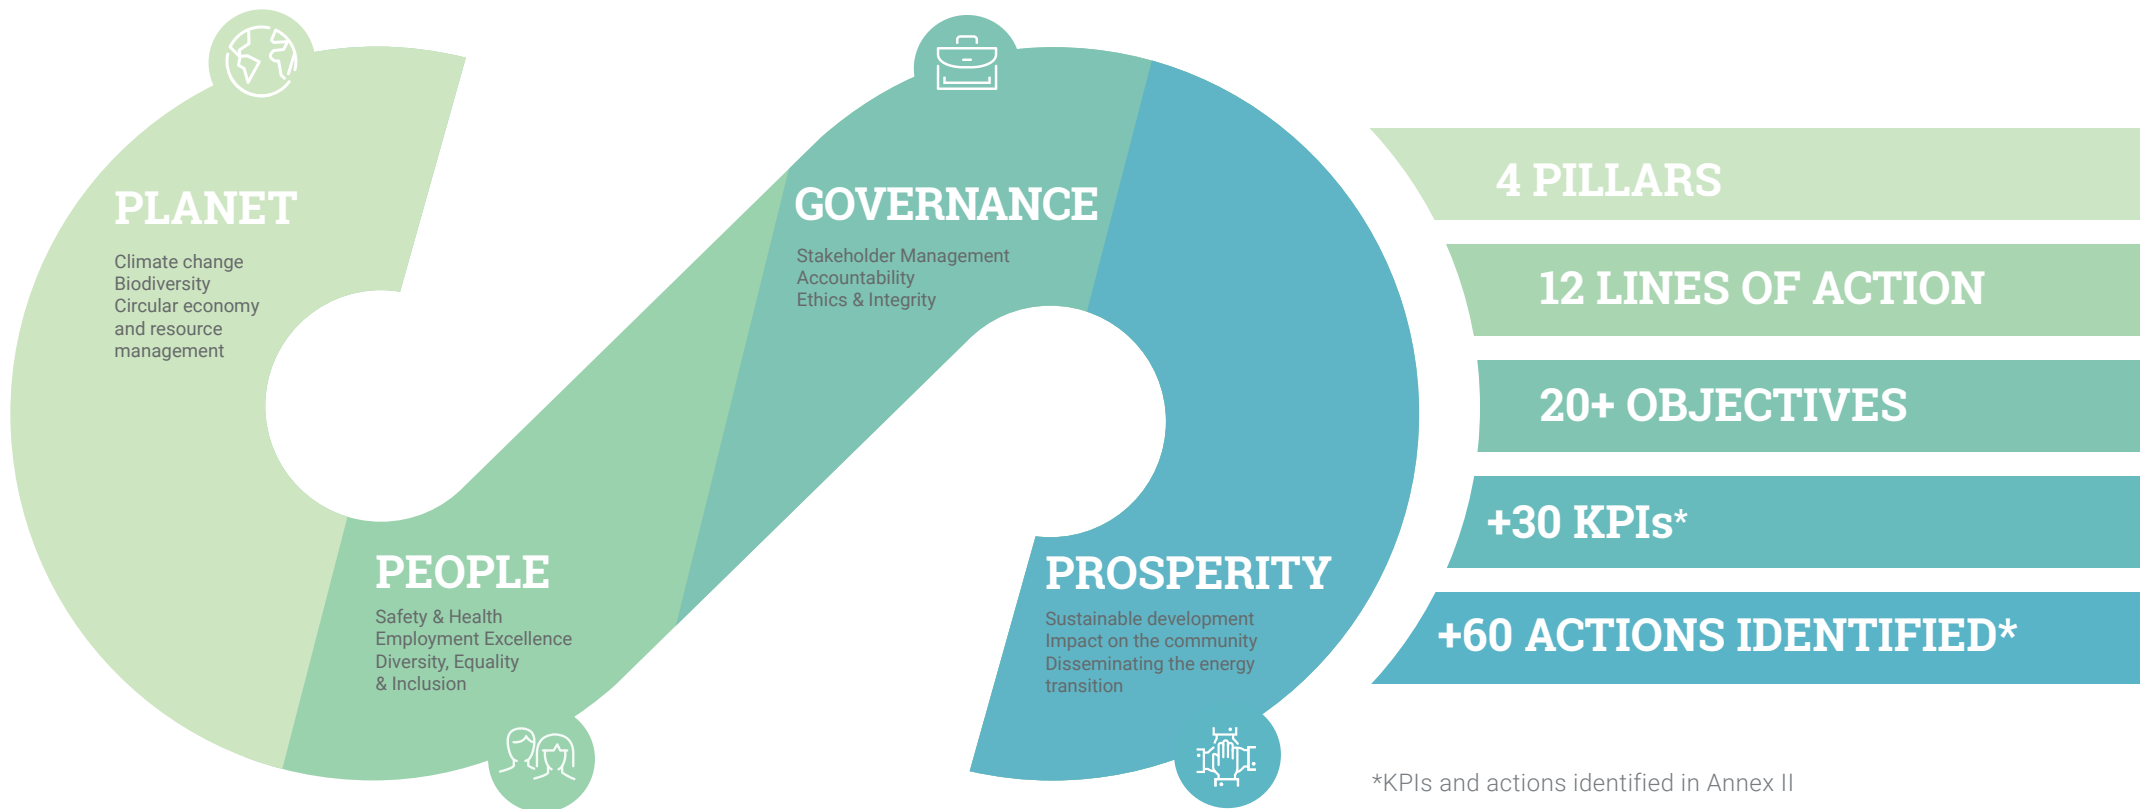 PLANET
Climate change
Biodiversity
Circular economy
and resource
management
PEOPLE
Safety & Health
Employment Excellence
Diversity, Equality
& Inclusion
GOVERNANCE
Stakeholder Management
Accountability
Ethics & Integrity
PROSPERITY
Sustainable development
Impact on the community
Disseminating the energy
transition
4 PILLARS
12 LINES OF ACTION
20+ OBJECTIVES
+30 KPIs*
+60 ACTIONS IDENTIFIED*
*KPIs and actions identified in Annex II